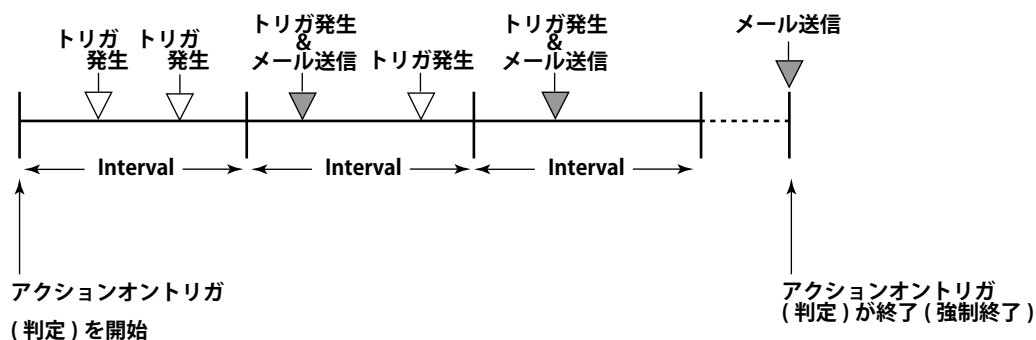 トリガ
発生
トリガ
発生
トリガ発生
&
メール送信
トリガ発生
トリガ発生
&
メール送信
メール送信
Interval
Interval
Interval
アクションオントリガ
( 判定 ) を開始
アクションオントリガ
( 判定 ) が終了 ( 強制終了 )